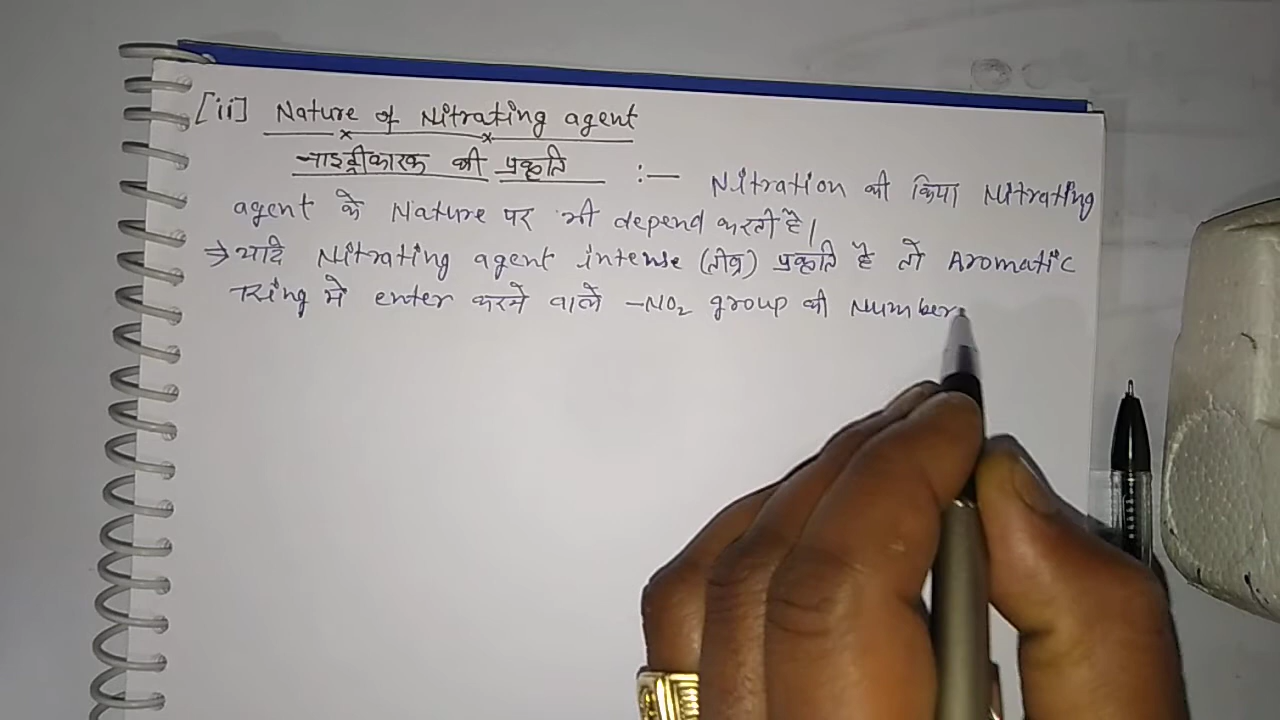 [ii] Nature of Nitrating agent
नाइट्रीकारक की प्रकृति :— Nitration की क्रिया Nitrating
agent के Nature पर भी depend करती है।
→ यदि Nitrating agent intense (तीव्र) प्रकृति है तो Aromatic
Ring में enter करने वाले -NO₂ group की Number